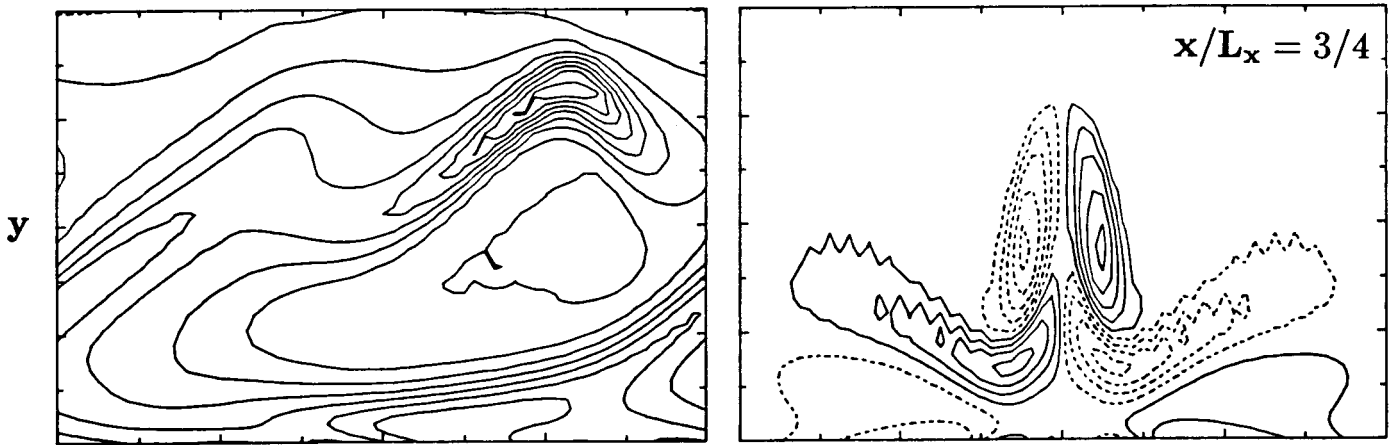 x/Lₓ = 3/4
y